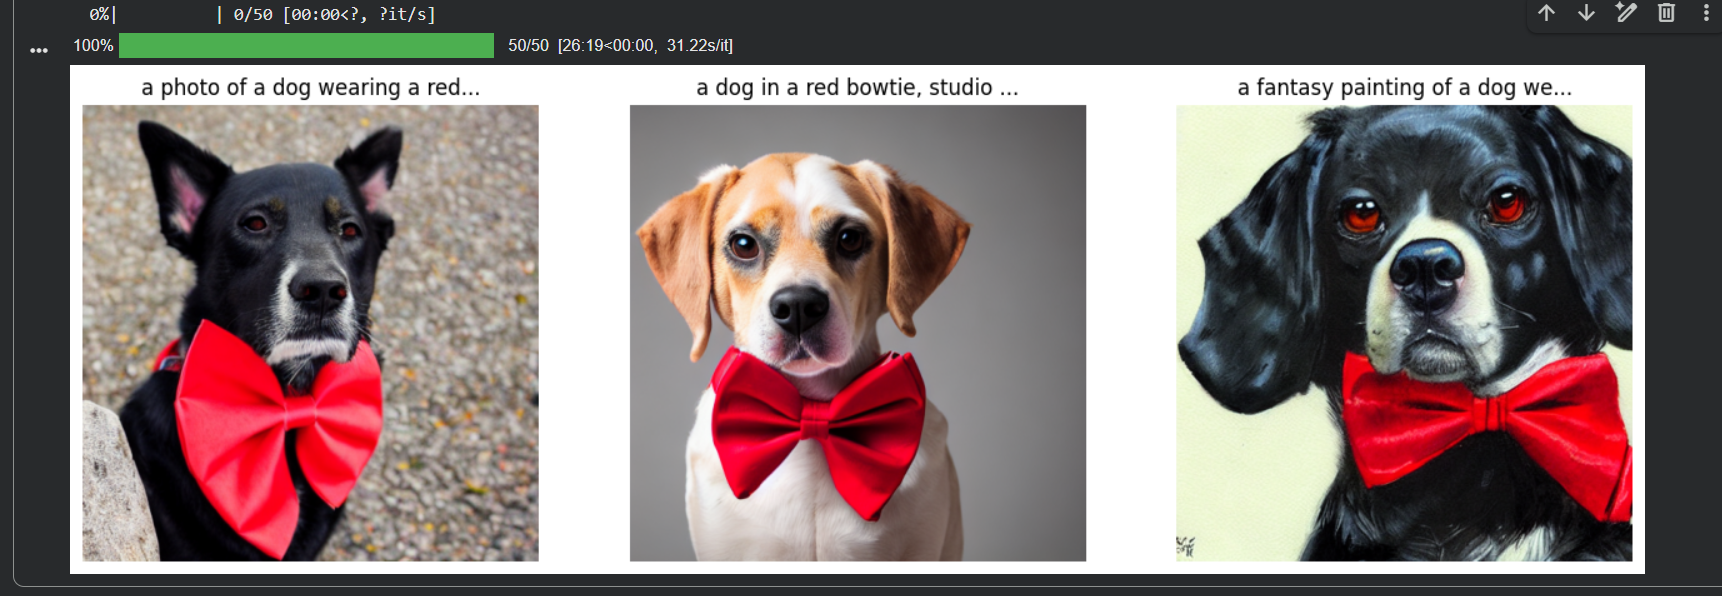 0%| | 0/50 [00:00<?, ?it/s]
100% 50/50 [26:19<00:00, 31.22s/it]
a photo of a dog wearing a red...
a dog in a red bowtie, studio ...
a fantasy painting of a dog we...